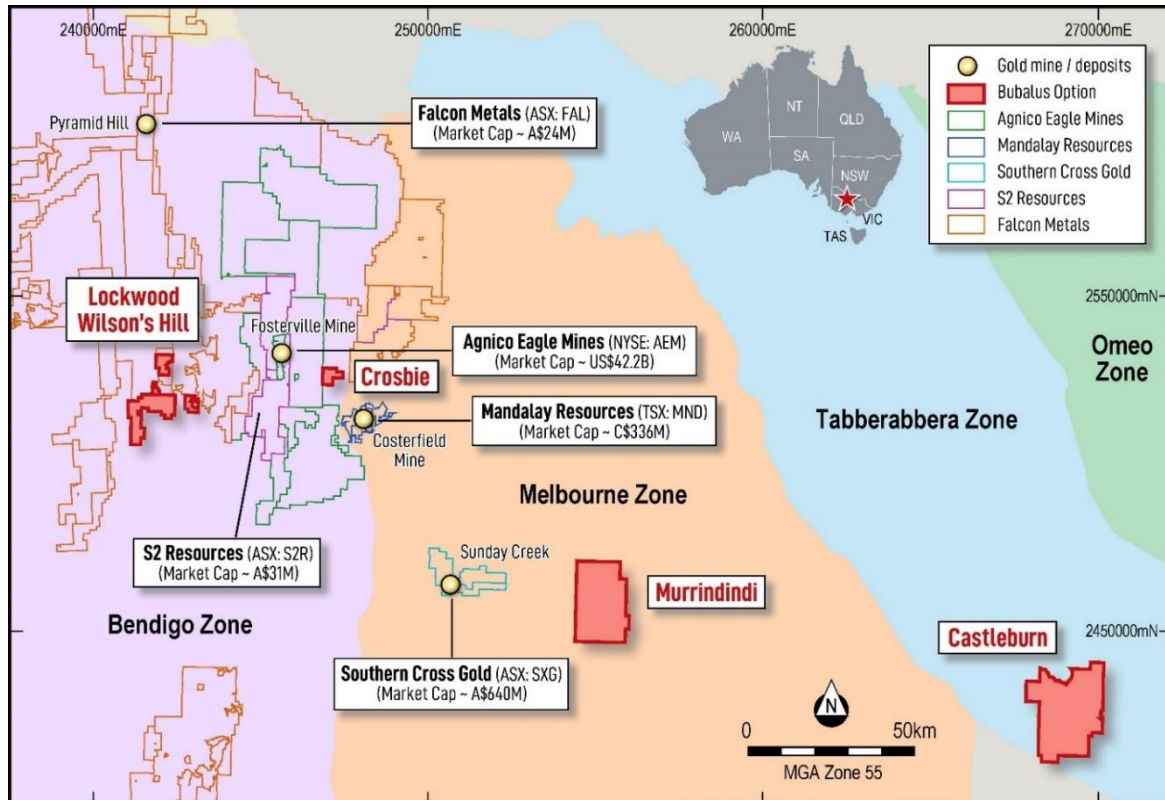 240000mE
250000mE
260000mE
270000mE
Pyramid Hill
Falcon Metals (ASX: FAL)
(Market Cap ~ A$24M)
NT
QLD
WA
SA
NSW
VIC
TAS
Gold mine / deposits
Bubalus Option
Agnico Eagle Mines
Mandalay Resources
Southern Cross Gold
S2 Resources
Falcon Metals
Lockwood
Wilson's Hill
2550000mN
Fosterville Mine
Agnico Eagle Mines (NYSE: AEM)
(Market Cap ~ US$42.2B)
Omeo
Zone
Crosbie
Mandalay Resources (TSX: MND)
(Market Cap ~ C$336M)
Tabberabbera Zone
Costerfield
Mine
Melbourne Zone
S2 Resources (ASX: S2R)
(Market Cap ~ A$31M)
Sunday Creek
Murrindindi
Bendigo Zone
2450000mN
Castleburn
Southern Cross Gold (ASX: SXG)
(Market Cap ~ A$640M)
N
0
50km
MGA Zone 55